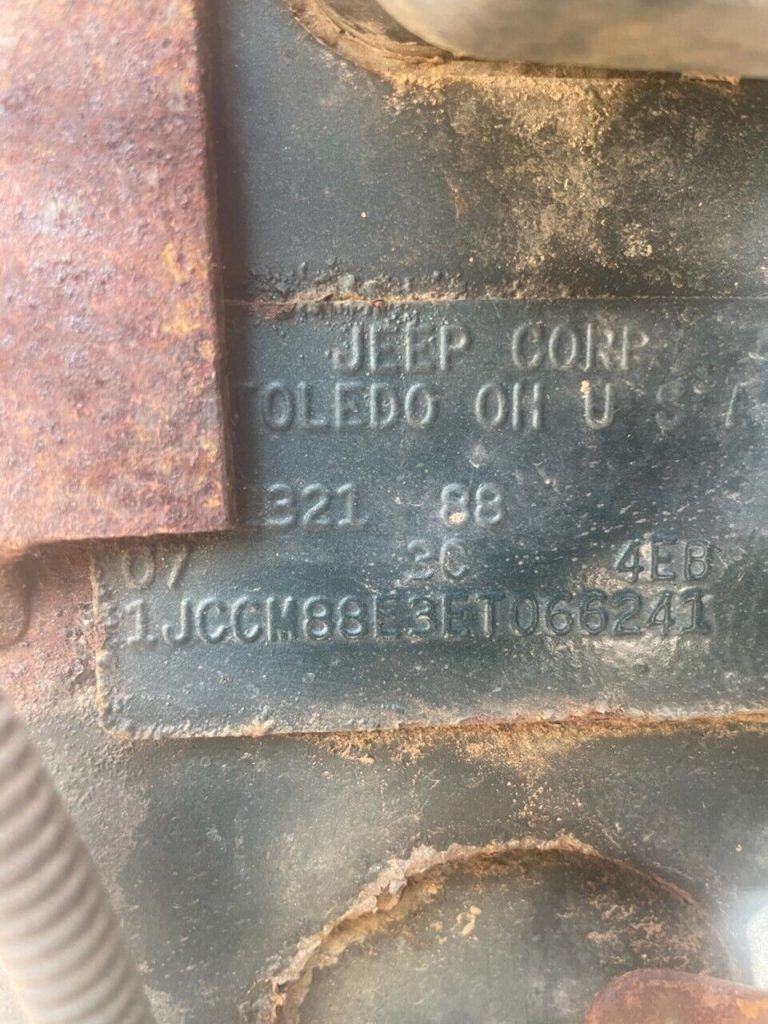 JEEP CORP
TOLEDO OH U S A
321 88
07 3C 4EB
1JCCM88E3ET066241